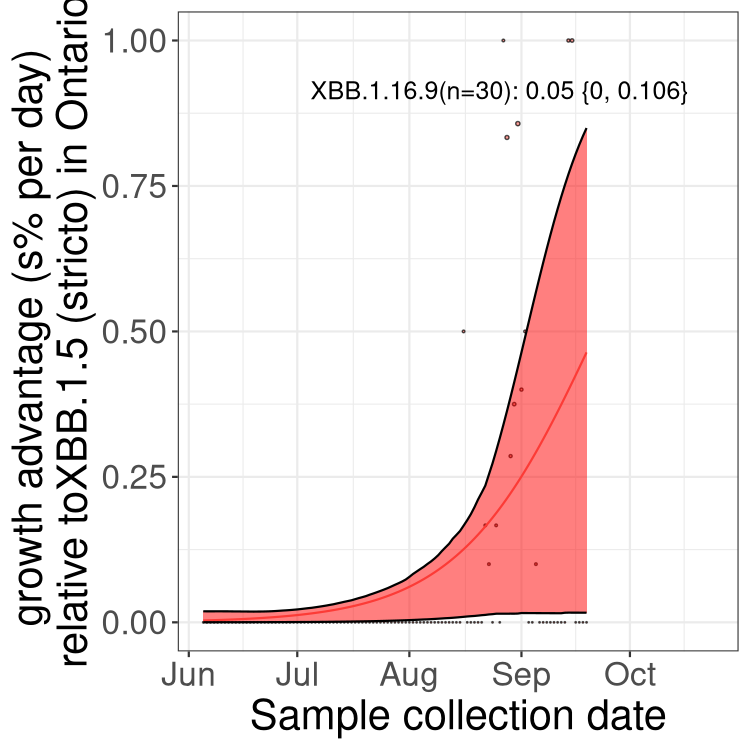 growth advantage (s% per day)
relative toXBB.1.5 (stricto) in Ontario
1.00
0.75
0.50
0.25
0.00
XBB.1.16.9(n=30): 0.05 {0, 0.106}
Jun Jul Aug Sep Oct
Sample collection date